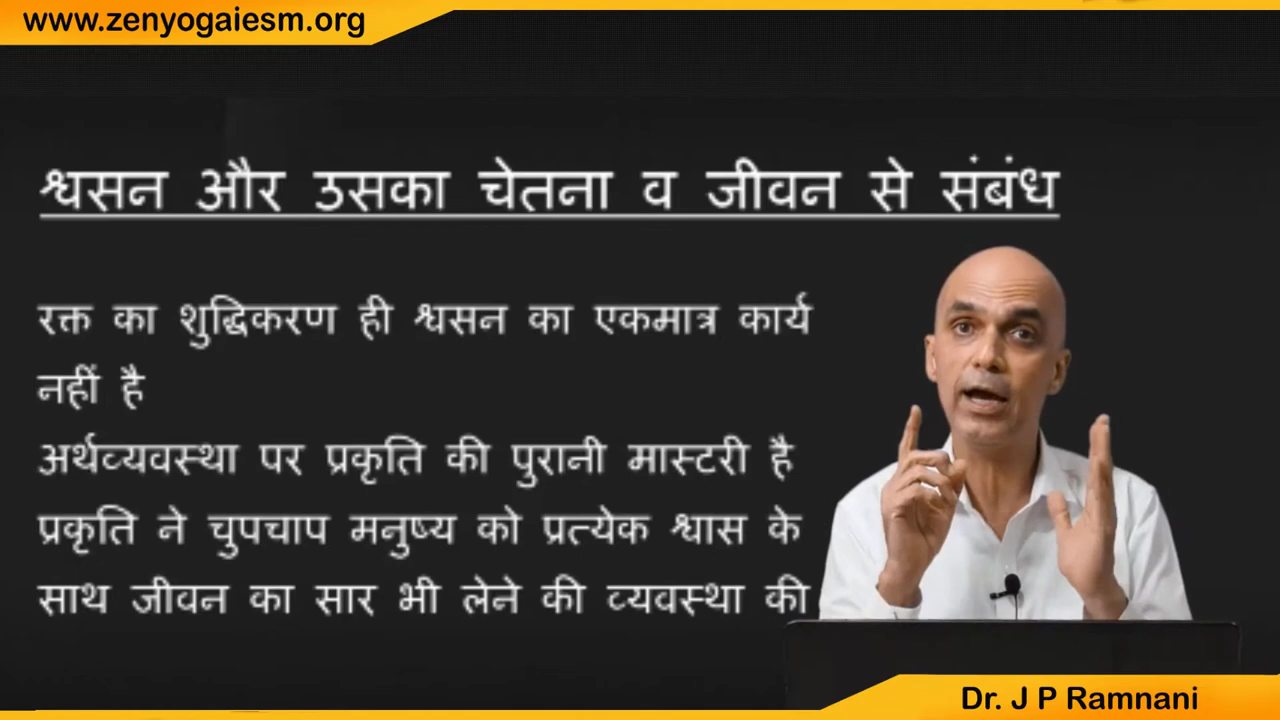 www.zenyogaiesm.org
श्वसन और उसका चेतना व जीवन से संबंध
रक्त का शुद्धिकरण ही श्वसन का एकमात्र कार्य
नहीं है
अर्थव्यवस्था पर प्रकृति की पुरानी मास्टरी है
प्रकृति ने चुपचाप मनुष्य को प्रत्येक श्वास के
साथ जीवन का सार भी लेने की व्यवस्था की
Dr. J P Ramnani